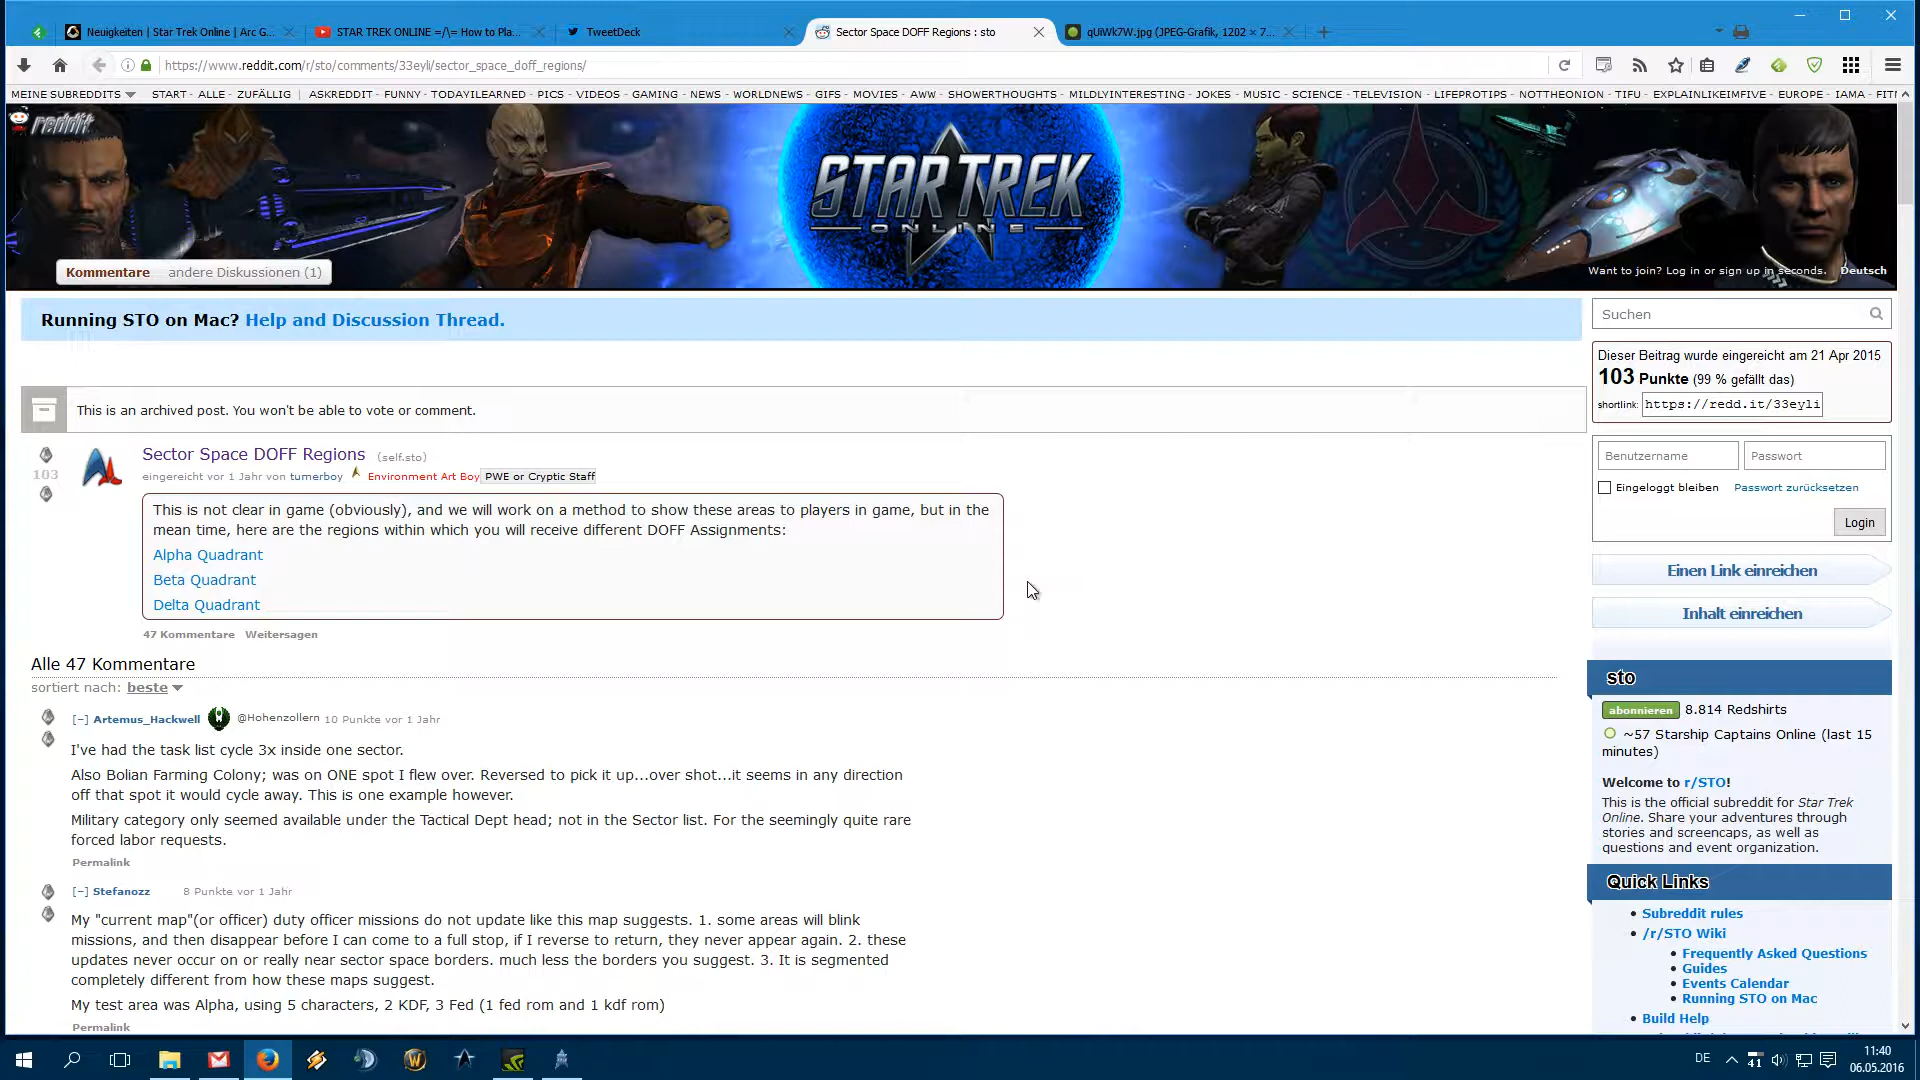 Neuigkeiten | Star Trek Online | Arc G...
STAR TREK ONLINE =/\= How to Pla...
TweetDeck
Sector Space DOFF Regions : sto
qUiWk7W.jpg (JPEG-Grafik, 1202 × 7...
https://www.reddit.com/r/sto/comments/33eyli/sector_space_doff_regions/
MEINE SUBREDDITS START - ALLE - ZUFÄLLIG | ASKREDDIT - FUNNY - TODAYILEARNED - PICS - VIDEOS - GAMING - NEWS - WORLDNEWS - GIFS - MOVIES - AWW - SHOWERTHOUGHTS - MILDLYINTERESTING - JOKES - MUSIC - SCIENCE - TELEVISION - LIFEPROTIPS - NOTTHEONION - TIFU - EXPLAINLIKEIMFIVE - EUROPE - IAMA - FITN
reddit
STAR TREK
ONLINE
Kommentare andere Diskussionen (1)
Want to join? Log in or sign up in seconds. Deutsch
Running STO on Mac? Help and Discussion Thread.
Suchen
Dieser Beitrag wurde eingereicht am 21 Apr 2015
103 Punkte (99 % gefällt das)
shortlink: https://redd.it/33eyli
This is an archived post. You won't be able to vote or comment.
Benutzername Passwort
Eingeloggt bleiben Passwort zurücksetzen
Login
103
Sector Space DOFF Regions (self.sto)
eingereicht vor 1 Jahr von tumerboy Environment Art Boy PWE or Cryptic Staff
This is not clear in game (obviously), and we will work on a method to show these areas to players in game, but in the
mean time, here are the regions within which you will receive different DOFF Assignments:
Alpha Quadrant
Beta Quadrant
Delta Quadrant
47 Kommentare Weitersagen
Einen Link einreichen
Inhalt einreichen
Alle 47 Kommentare
sortiert nach: beste
[–] Artemus_Hackwell @Hohenzollern 10 Punkte vor 1 Jahr
I've had the task list cycle 3x inside one sector.
Also Bolian Farming Colony; was on ONE spot I flew over. Reversed to pick it up...over shot...it seems in any direction
off that spot it would cycle away. This is one example however.
Military category only seemed available under the Tactical Dept head; not in the Sector list. For the seemingly quite rare
forced labor requests.
Permalink
[–] Stefanozz 8 Punkte vor 1 Jahr
My "current map"(or officer) duty officer missions do not update like this map suggests. 1. some areas will blink
missions, and then disappear before I can come to a full stop, if I reverse to return, they never appear again. 2. these
updates never occur on or really near sector space borders. much less the borders you suggest. 3. It is segmented
completely different from how these maps suggest.
My test area was Alpha, using 5 characters, 2 KDF, 3 Fed (1 fed rom and 1 kdf rom)
Permalink
sto
abonnieren 8.814 Redshirts
~57 Starship Captains Online (last 15
minutes)
Welcome to r/STO!
This is the official subreddit for Star Trek
Online. Share your adventures through
stories and screencaps, as well as
questions and event organization.
Quick Links
Subreddit rules
/r/STO Wiki
Frequently Asked Questions
Guides
Events Calendar
Running STO on Mac
Build Help
DE
41
11:40
06.05.2016